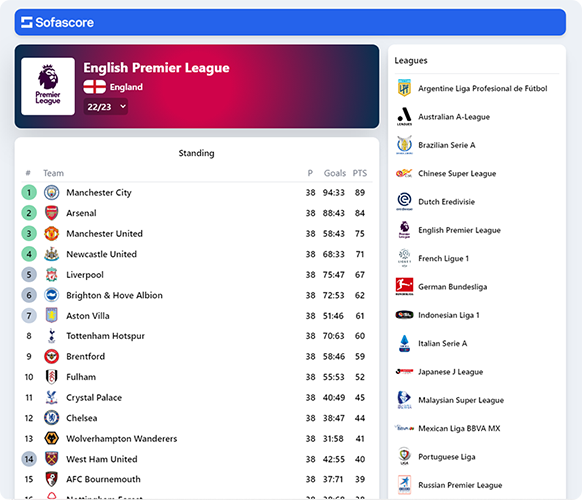 Sofascore
English Premier League
England
22/23
Premier
League
Standing
# Team P Goals PTS
1 Manchester City 38 94:33 89
2 Arsenal 38 88:43 84
3 Manchester United 38 58:43 75
4 Newcastle United 38 68:33 71
5 Liverpool 38 75:47 67
6 Brighton & Hove Albion 38 72:53 62
7 Aston Villa 38 51:46 61
8 Tottenham Hotspur 38 70:63 60
9 Brentford 38 58:46 59
10 Fulham 38 55:53 52
11 Crystal Palace 38 40:49 45
12 Chelsea 38 38:47 44
13 Wolverhampton Wanderers 38 31:58 41
14 West Ham United 38 42:55 40
15 AFC Bournemouth 38 37:71 39
Leagues
Argentine Liga Profesional de Fútbol
Australian A-League
Brazilian Serie A
Chinese Super League
Dutch Eredivisie
English Premier League
French Ligue 1
German Bundesliga
Indonesian Liga 1
Italian Serie A
Japanese J League
Malaysian Super League
Mexican Liga BBVA MX
Portuguese Liga
Russian Premier League